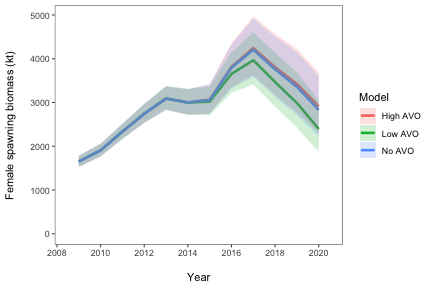 Female spawning biomass (kt)
5000
4000
3000
2000
1000
0
2008 2010 2012 2014 2016 2018 2020
Year
Model
High AVO
Low AVO
No AVO